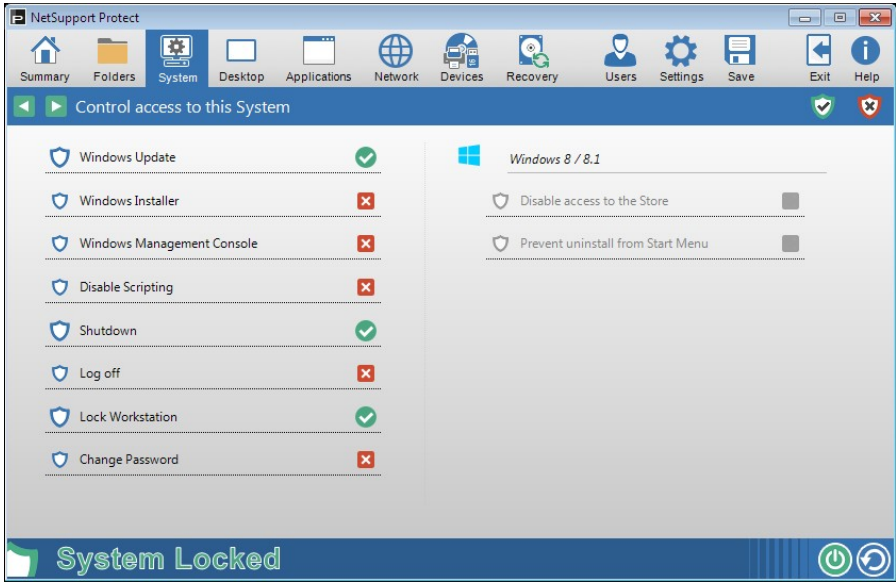 NetSupport Protect
Summary Folders System Desktop Applications Network Devices Recovery Users Settings Save Exit Help
Control access to this System
Windows Update
Windows Installer
Windows Management Console
Disable Scripting
Shutdown
Log off
Lock Workstation
Change Password
Windows 8 / 8.1
Disable access to the Store
Prevent uninstall from Start Menu
System Locked